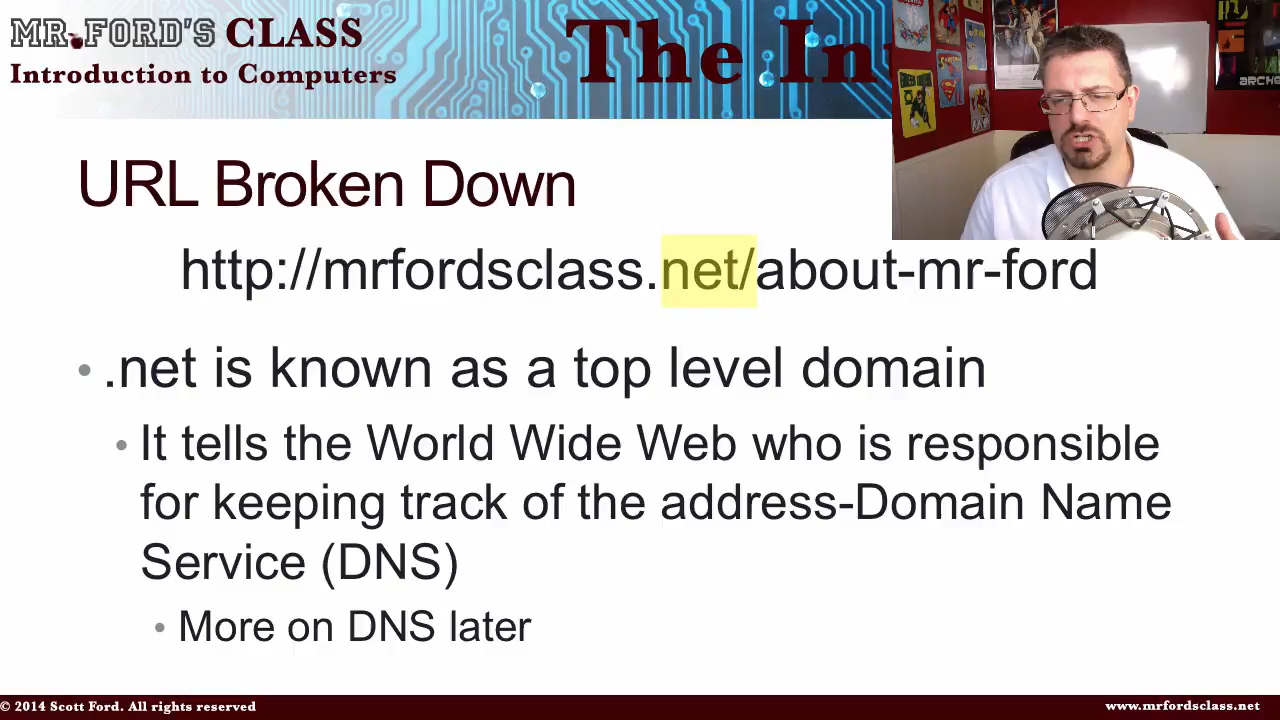 MR. FORD'S CLASS
Introduction to Computers
The In
URL Broken Down
http://mrfordsclass.net/about-mr-ford
• .net is known as a top level domain
• It tells the World Wide Web who is responsible
for keeping track of the address-Domain Name
Service (DNS)
• More on DNS later
© 2014 Scott Ford. All rights reserved
www.mrfordsclass.net